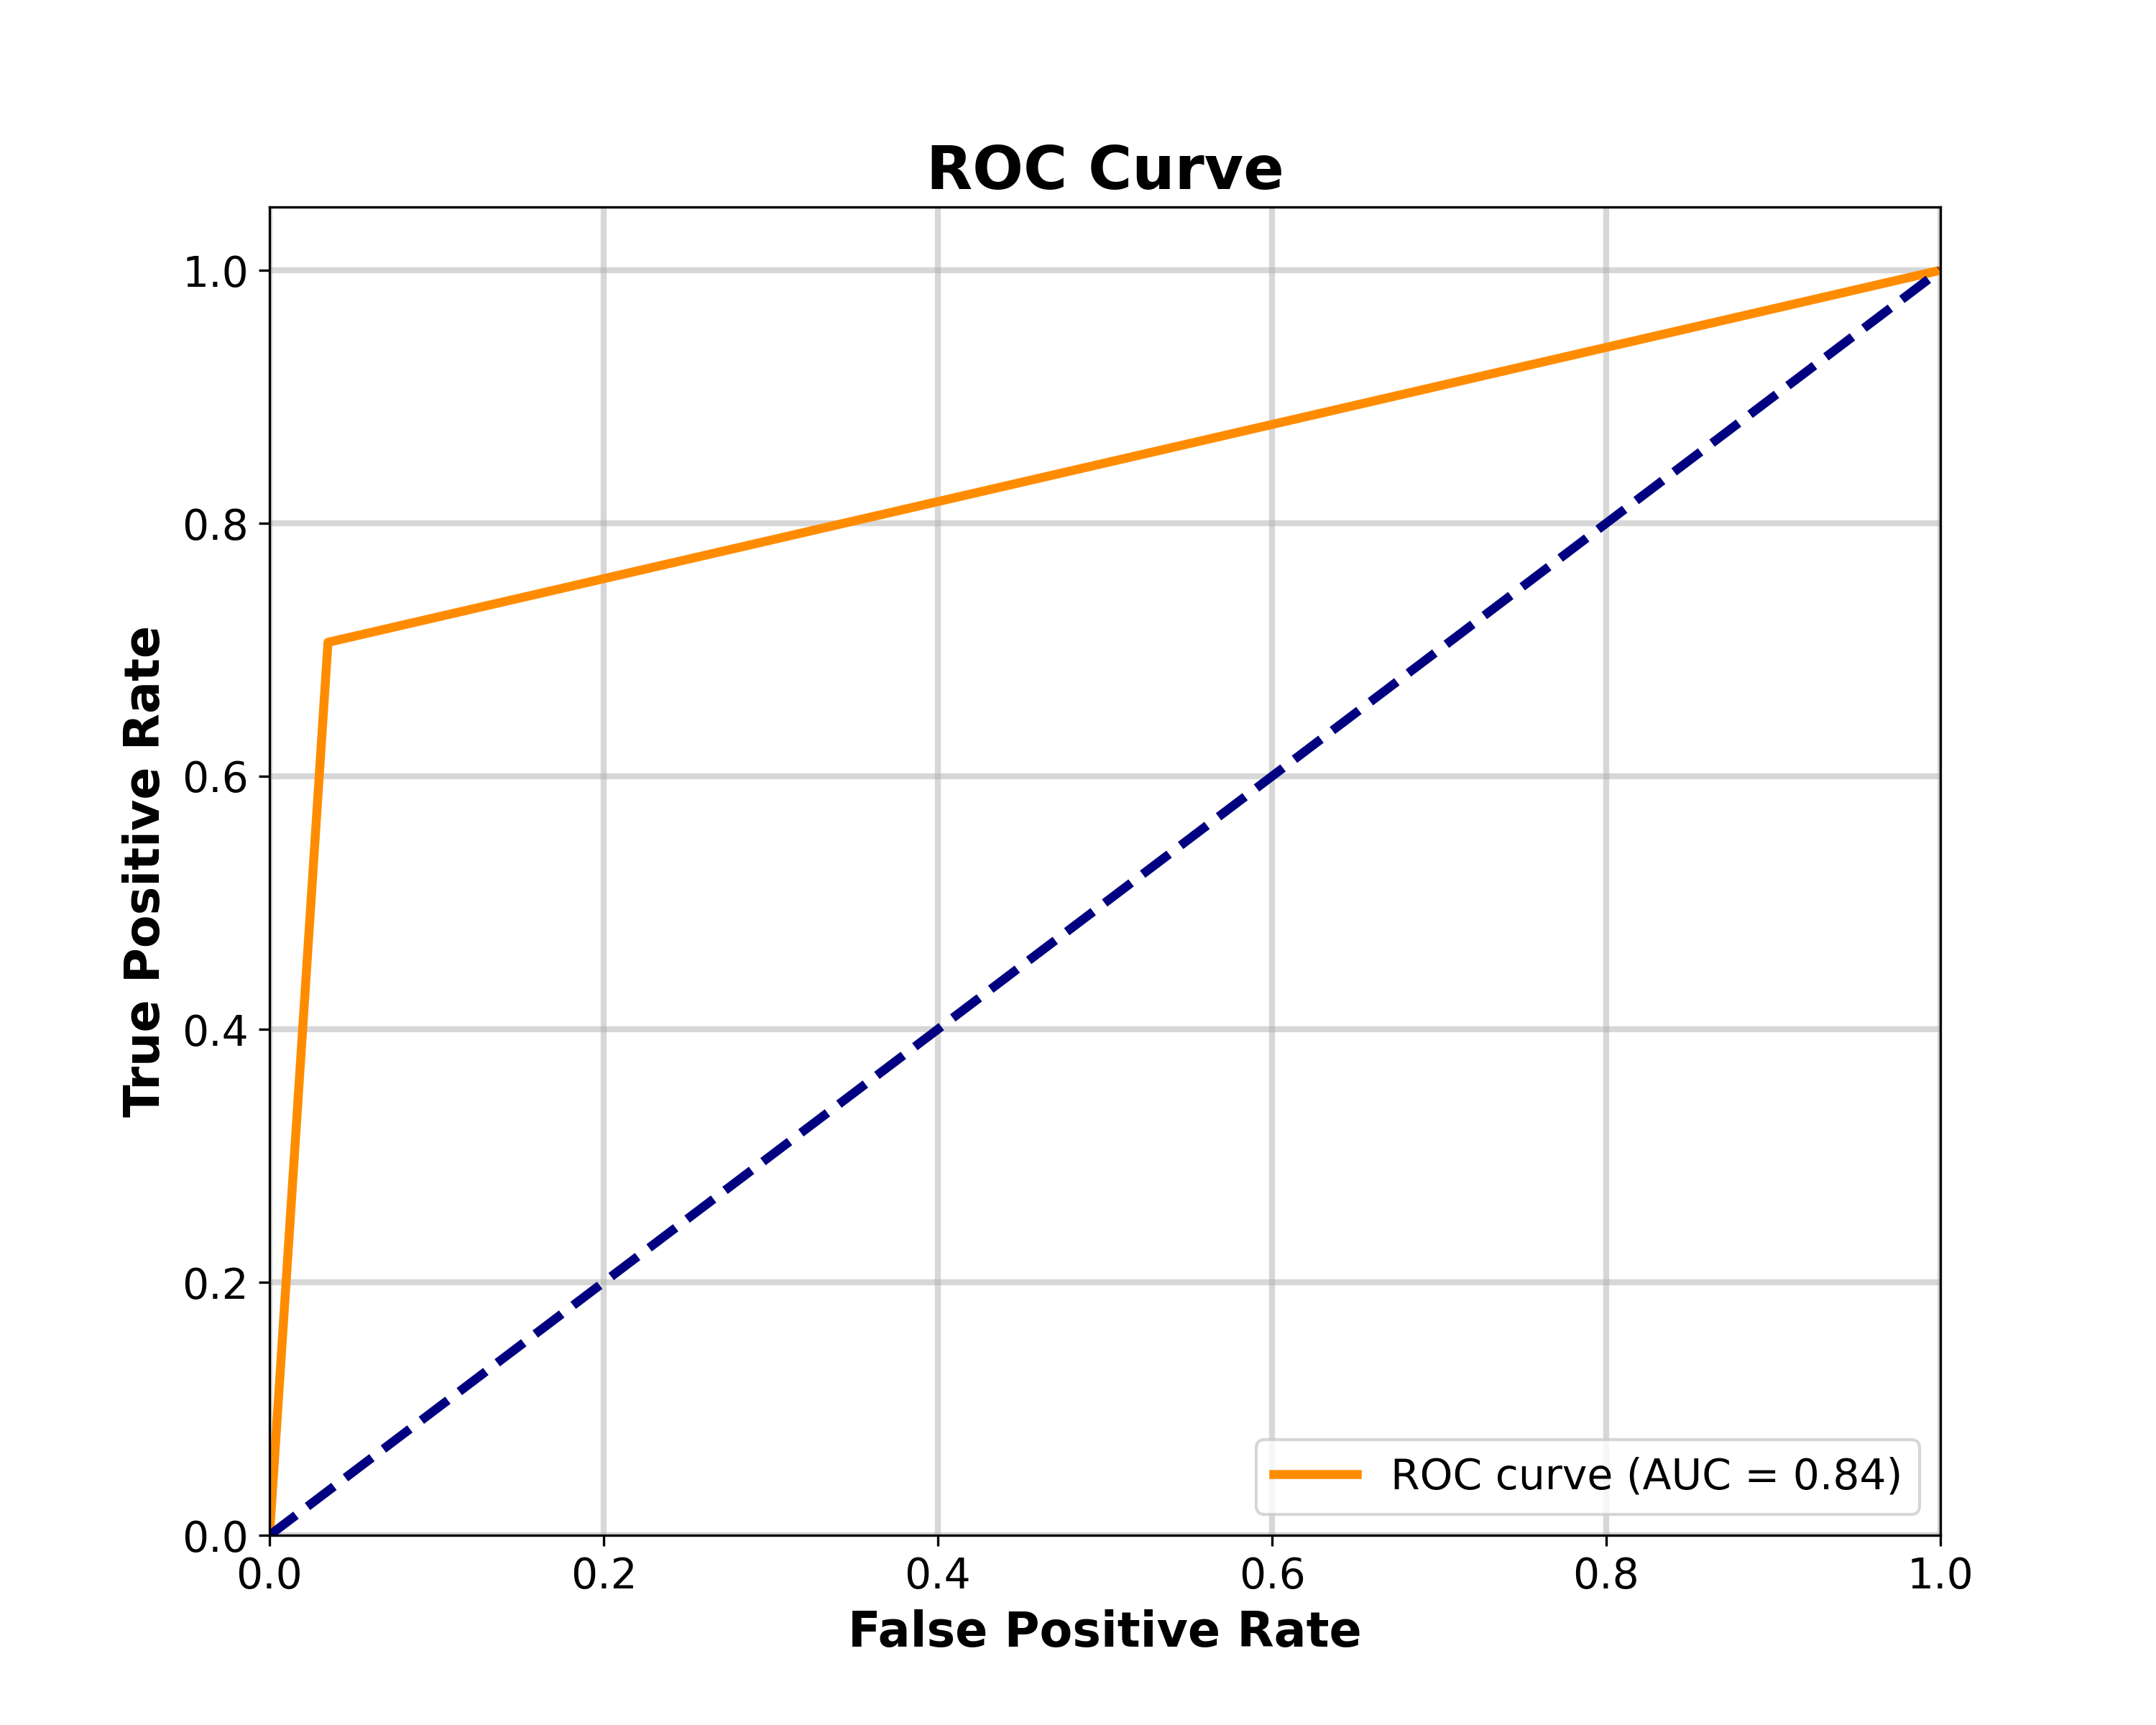 ROC Curve
True Positive Rate
1.0
0.8
0.6
0.4
0.2
0.0
ROC curve (AUC = 0.84)
0.0 0.2 0.4 0.6 0.8 1.0
False Positive Rate